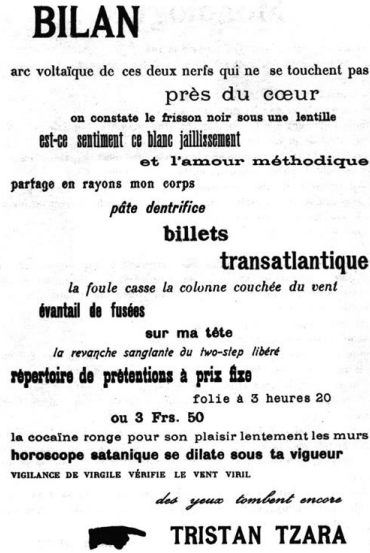 BILAN
arc voltaïque de ces deux nerfs qui ne se touchent pas
près du cœur
on constate le frisson noir sous une lentille
est-ce sentiment ce blanc jaillissement
et l'amour méthodique
partage en rayons mon corps
pâte dentrifice
billets
transatlantique
la foule casse la colonne couchée du vent
évantail de fusées
sur ma tête
la revanche sanglante du two-step libéré
répertoire de prétentions à prix fixe
folie à 3 heures 20
ou 3 Frs. 50
la cocaïne ronge pour son plaisir lentement les murs
horoscope satanique se dilate sous ta vigueur
VIGILANCE DE VIRGILE VÉRIFIE LE VENT VIRIL
des yeux tombent encore
TRISTAN TZARA